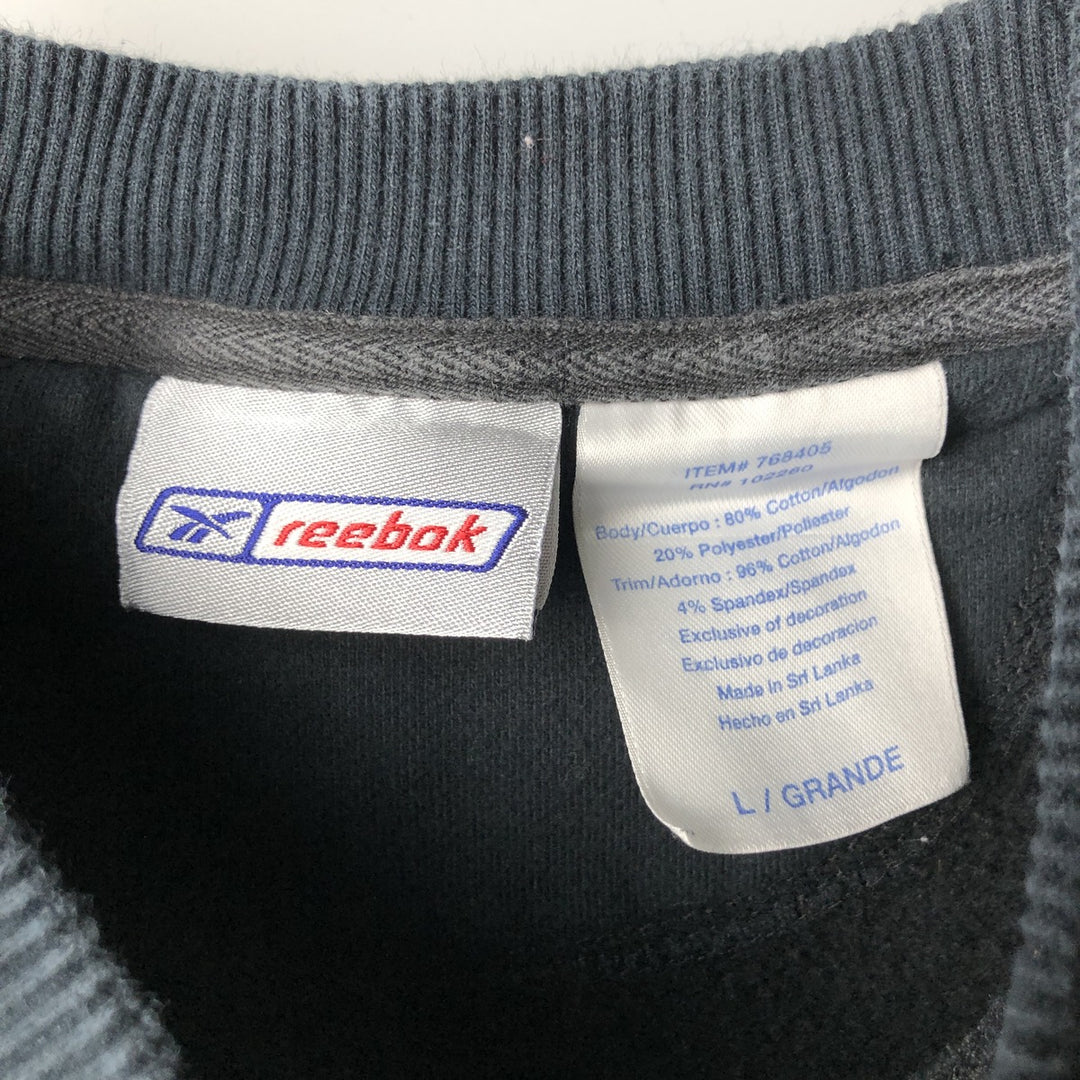 reebok
ITEM# 768405
RN# 102260
Body/Cuerpo : 80% Cotton/Algodon
20% Polyester/Poliester
Trim/Adorno : 96% Cotton/Algodon
4% Spandex/Spandex
Exclusive of decoration
Exclusivo de decoracion
Made in Sri Lanka
Hecho en Sri Lanka
L / GRANDE